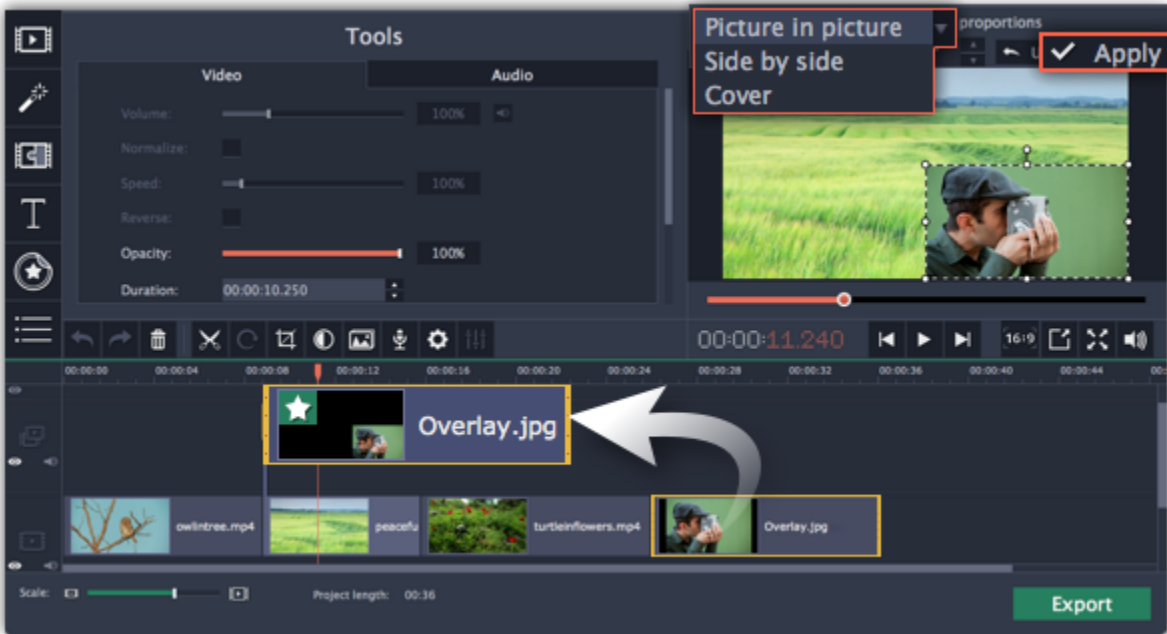 Picture in picture
Side by side
Cover
proportions
Apply
Tools
Video
Audio
Volume:
100%
Normalize:
Speed:
100%
Reverse:
Opacity:
100%
Duration:
00:00:10.250
T
00:00:11.240
16:9
00:00:00
00:00:04
00:00:08
00:00:12
00:00:16
00:00:20
00:00:24
00:00:28
00:00:32
00:00:36
00:00:40
00:00:44
Overlay.jpg
owlintree.mp4
peacefu
turtleinflowers.mp4
Overlay.jpg
Scale:
Project length: 00:36
Export